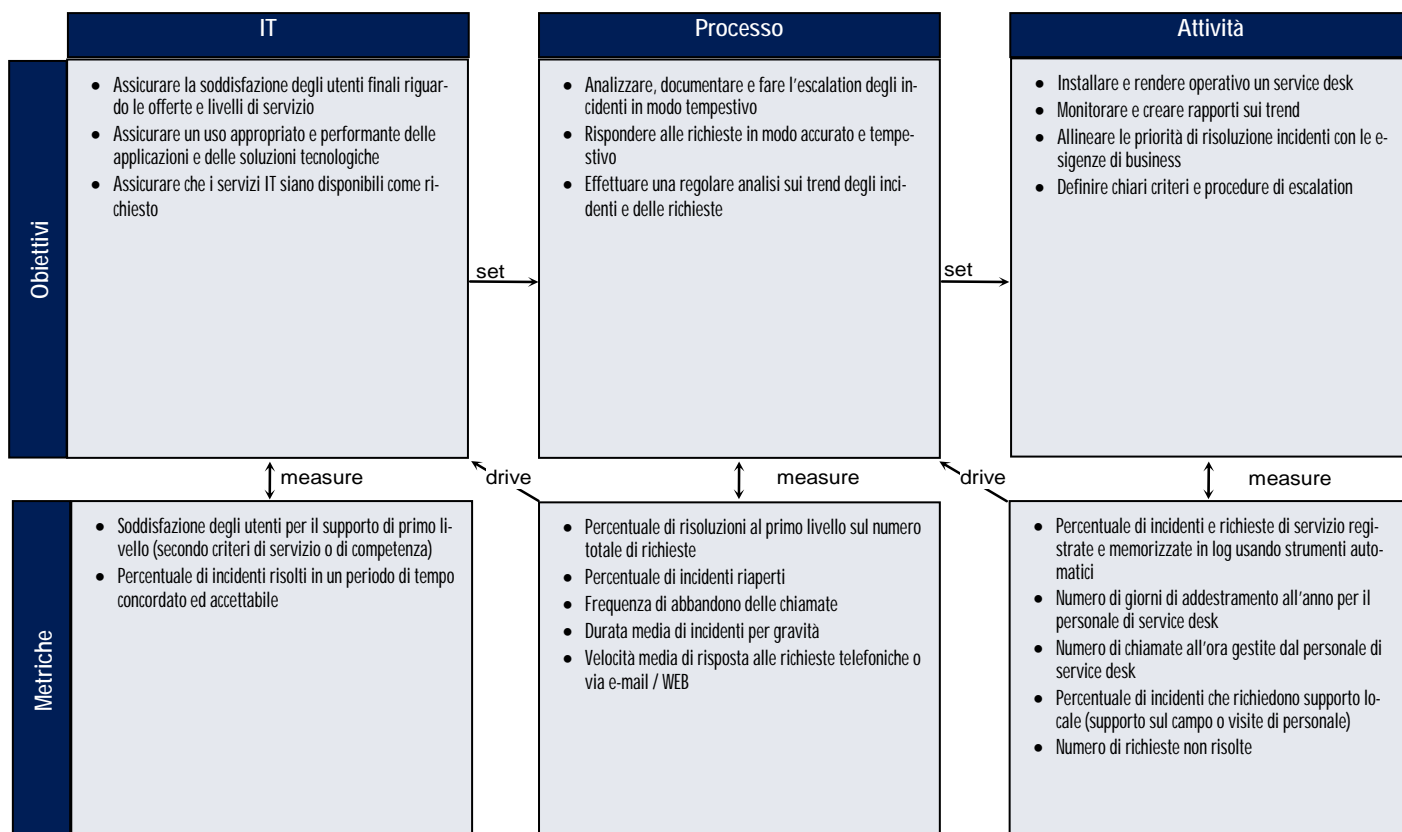 IT
Processo
Attività
Obiettivi
• Assicurare la soddisfazione degli utenti finali riguar-
do le offerte e livelli di servizio
• Assicurare un uso appropriato e performante delle
applicazioni e delle soluzioni tecnologiche
• Assicurare che i servizi IT siano disponibili come ri-
chiesto
• Analizzare, documentare e fare l'escalation degli in-
cidenti in modo tempestivo
• Rispondere alle richieste in modo accurato e tempe-
stivo
• Effettuare una regolare analisi sui trend degli inci-
denti e delle richieste
• Installare e rendere operativo un service desk
• Monitorare e creare rapporti sui trend
• Allineare le priorità di risoluzione incidenti con le e-
sigenze di business
• Definire chiari criteri e procedure di escalation
set
set
measure
drive
measure
drive
measure
Metriche
• Soddisfazione degli utenti per il supporto di primo li-
vello (secondo criteri di servizio o di competenza)
• Percentuale di incidenti risolti in un periodo di tempo
concordato ed accettabile
• Percentuale di risoluzioni al primo livello sul numero
totale di richieste
• Percentuale di incidenti riaperti
• Frequenza di abbandono delle chiamate
• Durata media di incidenti per gravità
• Velocità media di risposta alle richieste telefoniche o
via e-mail / WEB
• Percentuale di incidenti e richieste di servizio regi-
strate e memorizzate in log usando strumenti auto-
matici
• Numero di giorni di addestramento all'anno per il
personale di service desk
• Numero di chiamate all'ora gestite dal personale di
service desk
• Percentuale di incidenti che richiedono supporto lo-
cale (supporto sul campo o visite di personale)
• Numero di richieste non risolte